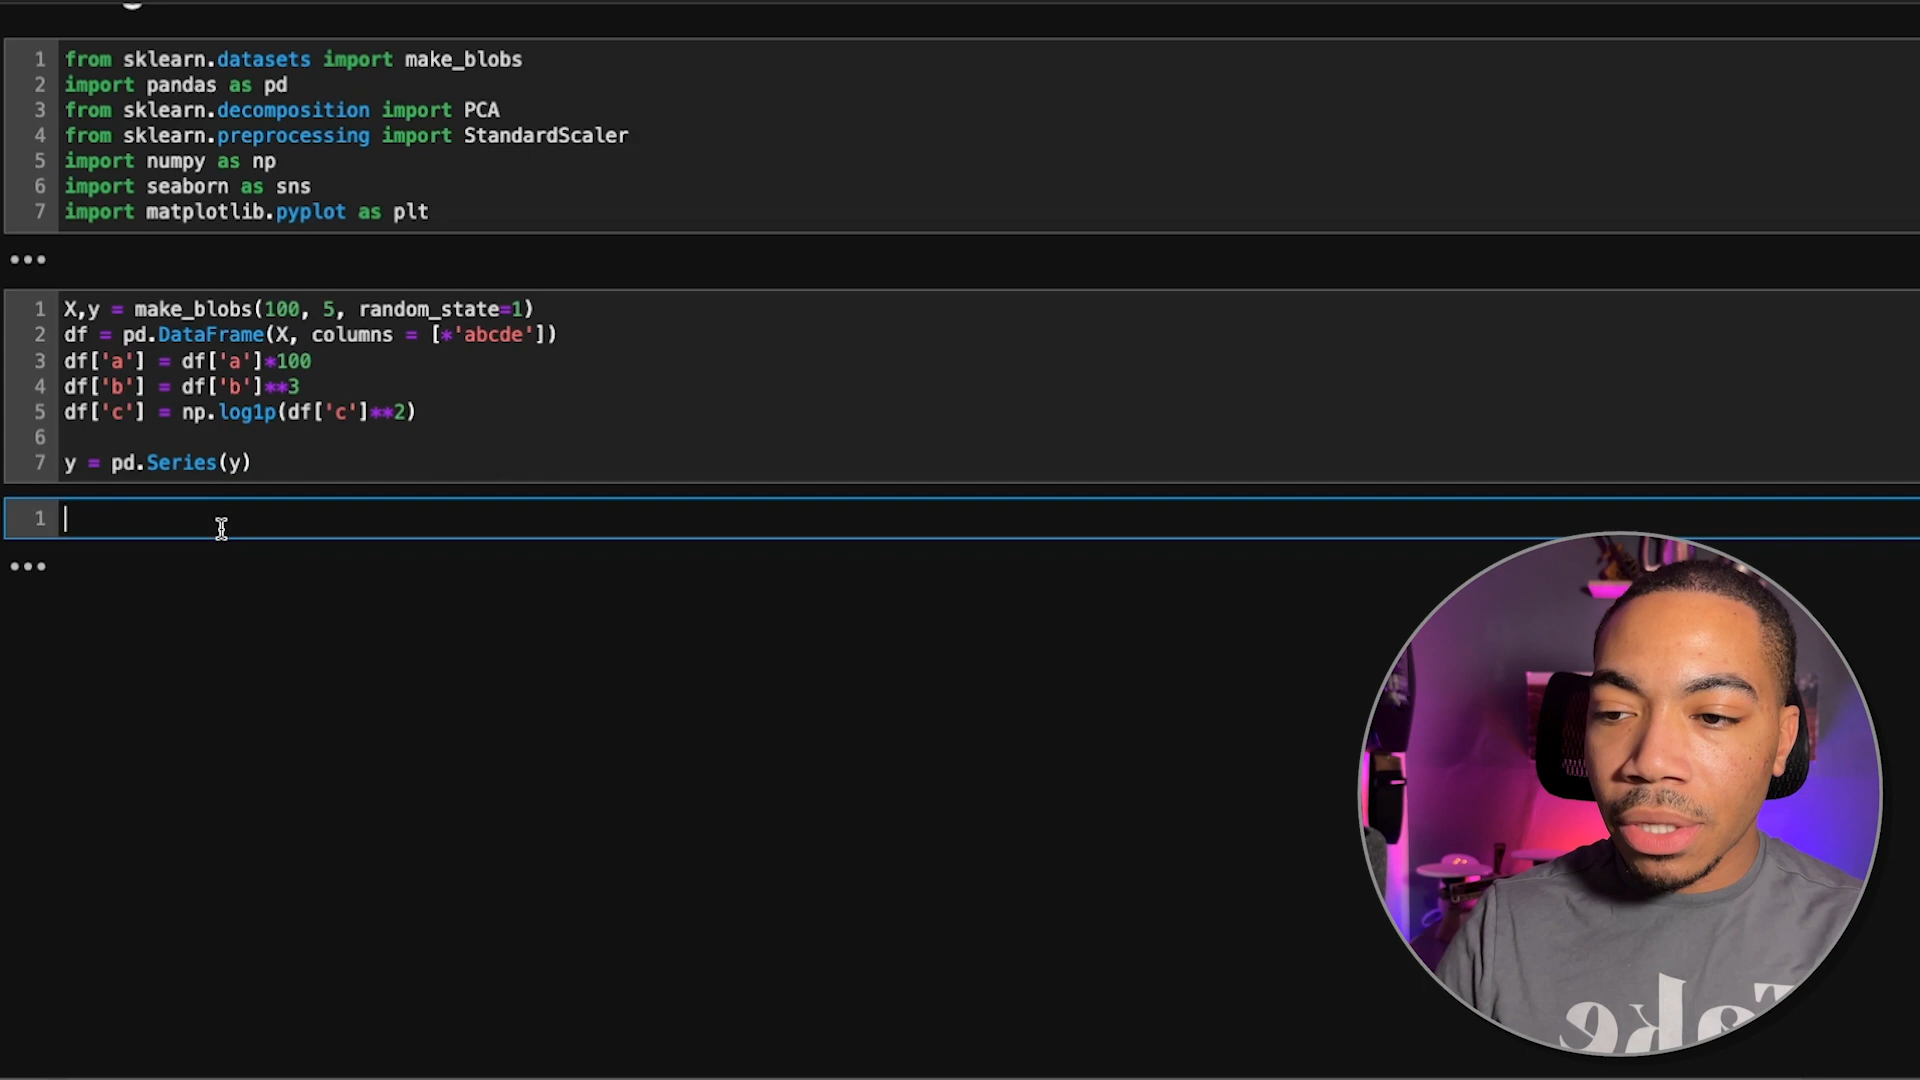 1 from sklearn.datasets import make_blobs
2 import pandas as pd
3 from sklearn.decomposition import PCA
4 from sklearn.preprocessing import StandardScaler
5 import numpy as np
6 import seaborn as sns
7 import matplotlib.pyplot as plt
•••
1 X,y = make_blobs(100, 5, random_state=1)
2 df = pd.DataFrame(X, columns = [*'abcde'])
3 df['a'] = df['a']*100
4 df['b'] = df['b']**3
5 df['c'] = np.log1p(df['c']**2)
6
7 y = pd.Series(y)
1
•••